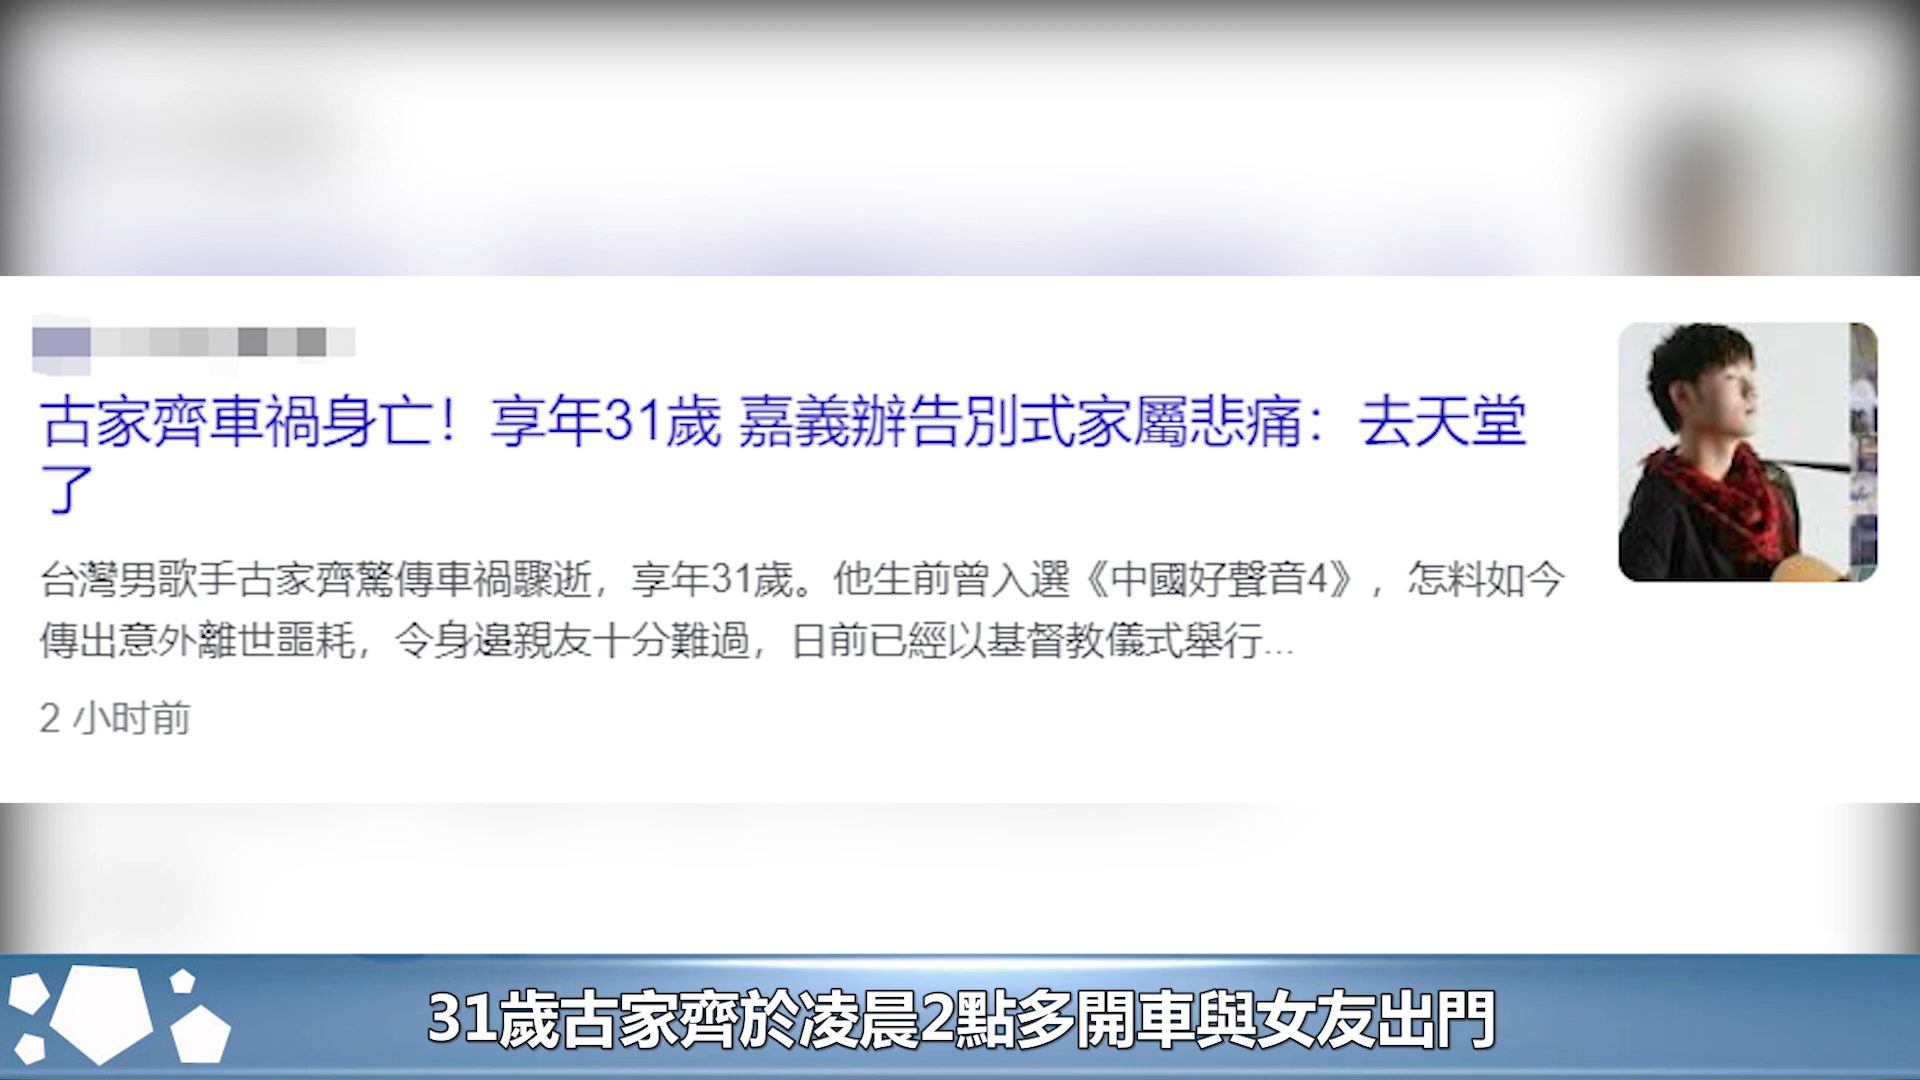 古家齊車禍身亡！享年31歲 嘉義辦告別式家屬悲痛：去天堂
了
台灣男歌手古家齊驚傳車禍驟逝，享年31歲。他生前曾入選《中國好聲音4》，怎料如今
傳出意外離世噩耗，令身邊親友十分難過，日前已經以基督教儀式舉行...
2 小时前
31歲古家齊於凌晨2點多開車與女友出門